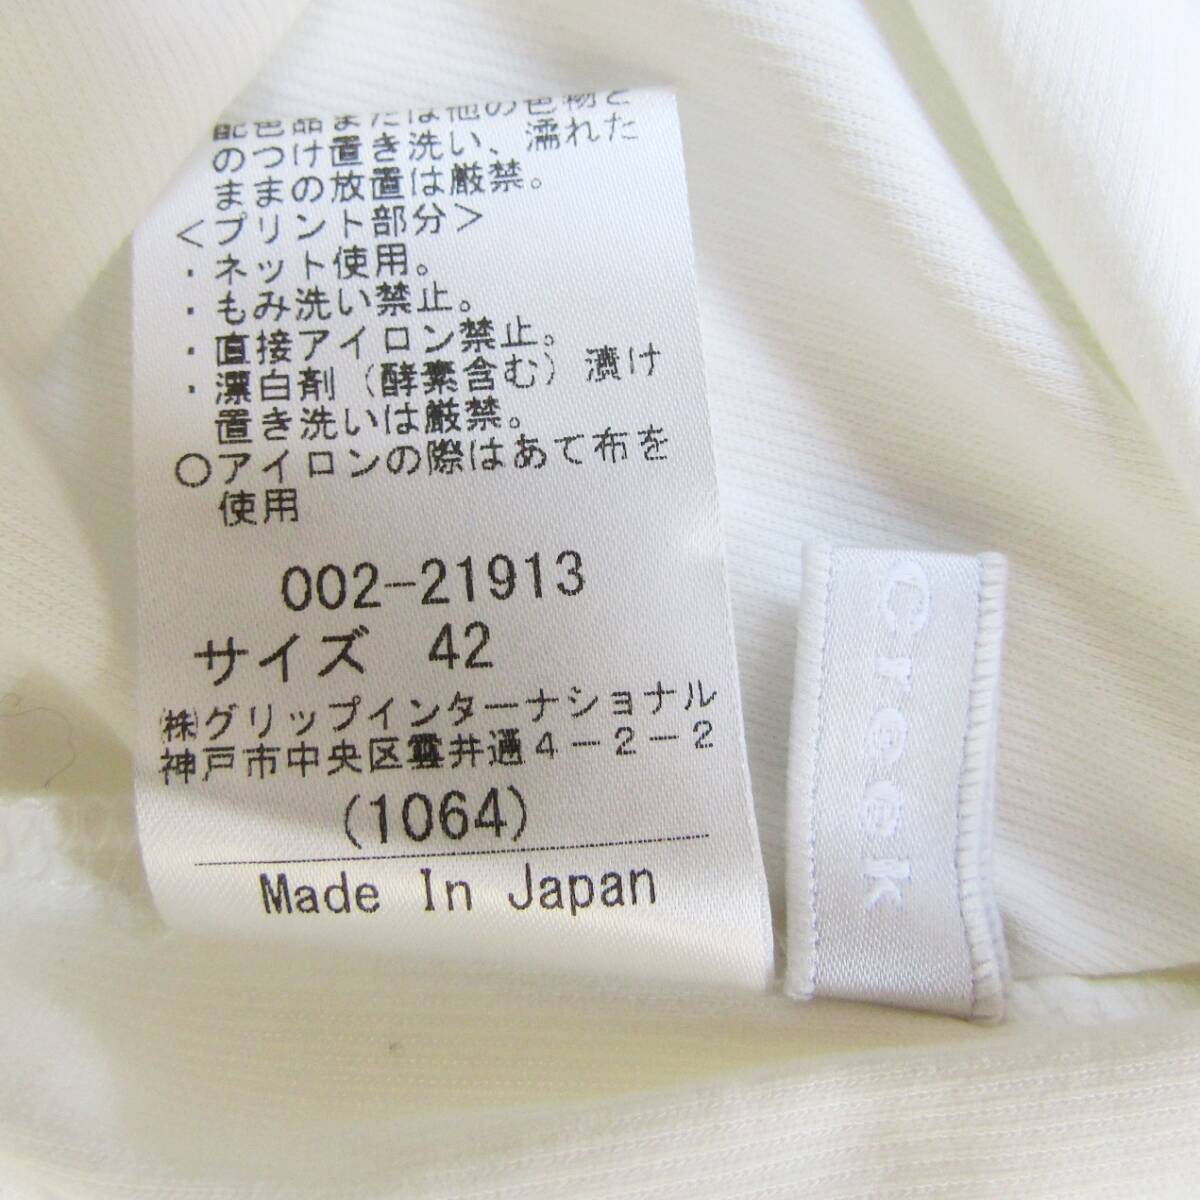 配色品または他の色物と
のつけ置き洗い、濡れた
ままの放置は厳禁。
<プリント部分>
・ネット使用。
・もみ洗い禁止。
・直接アイロン禁止。
・漂白剤(酵素含む)漬け
置き洗いは厳禁。
○アイロンの際はあて布を
使用
002-21913
サイズ 42
(株)グリップインターナショナル
神戸市中央区雲井通4-2-2
(1064)
Made In Japan
Creek